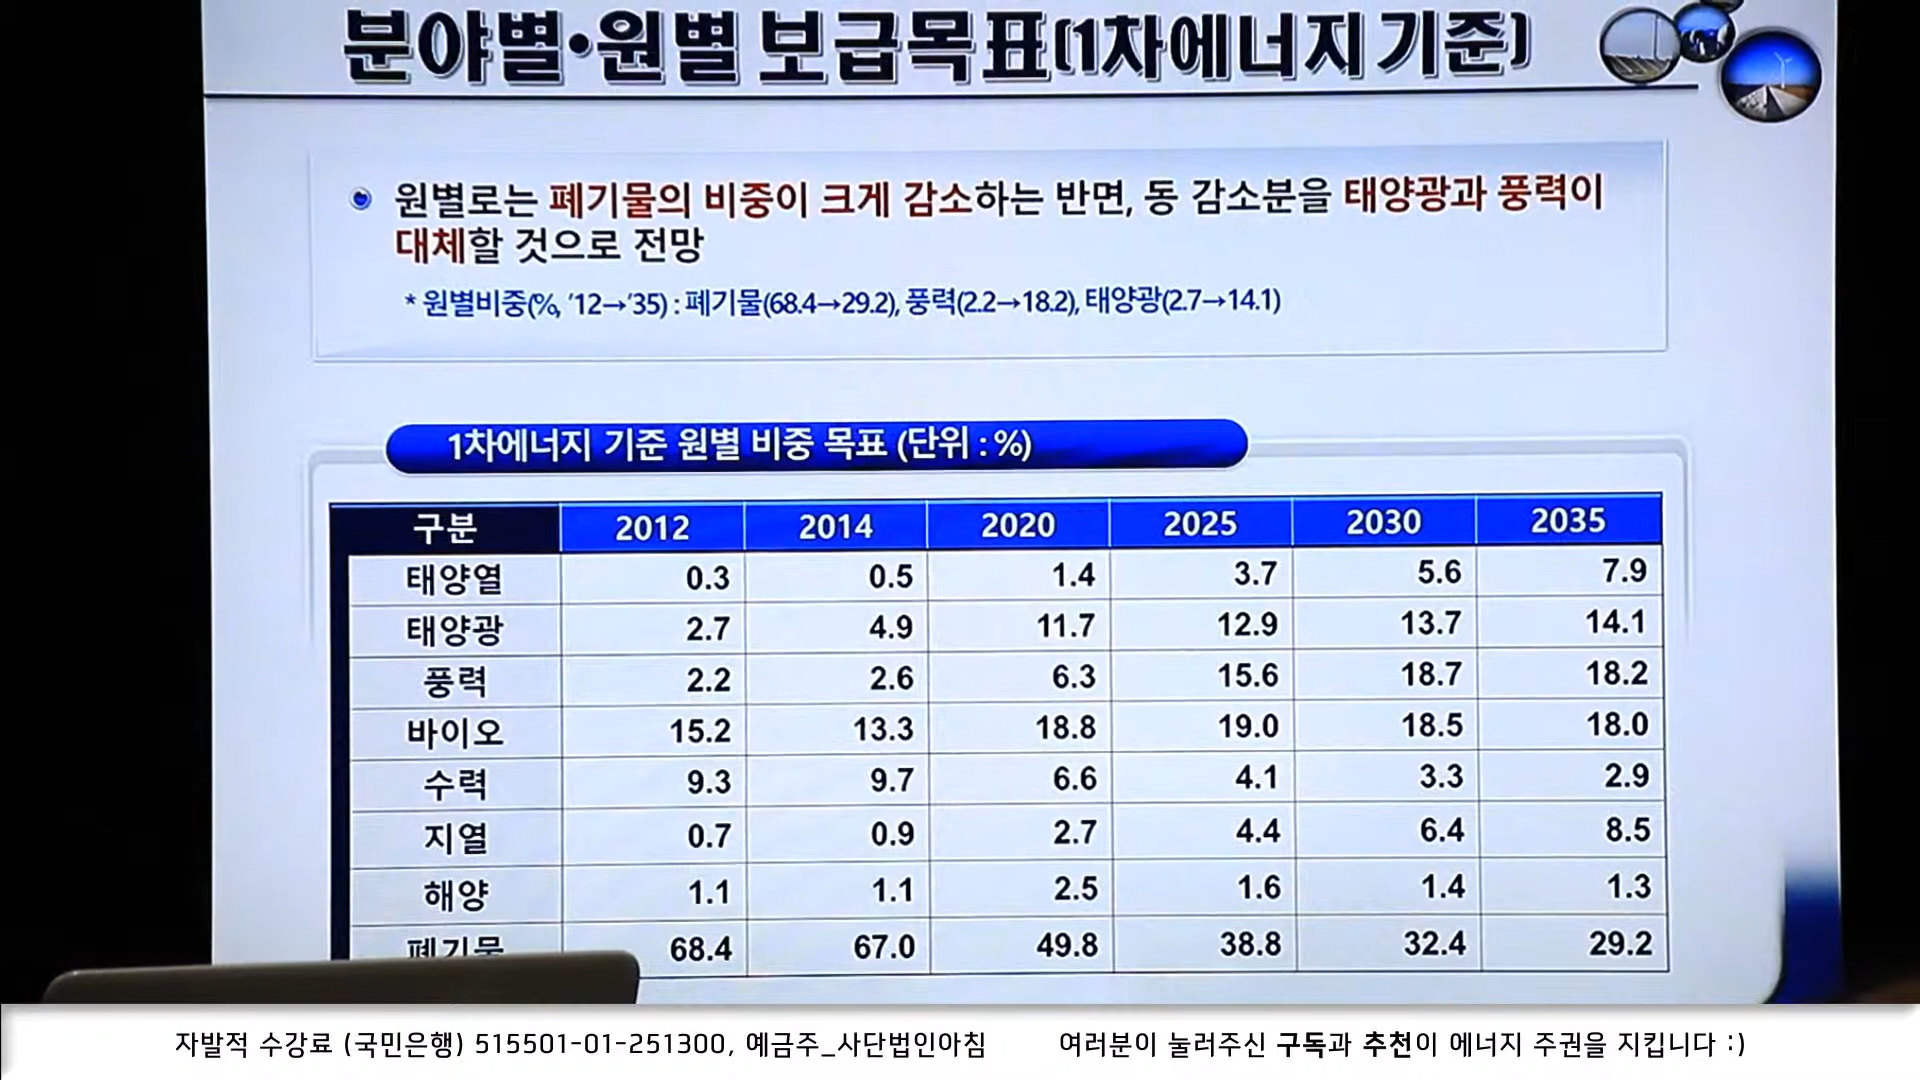 분야별·원별 보급목표(1차에너지 기준)
원별로는 폐기물의 비중이 크게 감소하는 반면, 동 감소분을 태양광과 풍력이
대체할 것으로 전망
* 원별비중(%, '12→'35) : 폐기물(68.4→29.2), 풍력(2.2→18.2), 태양광(2.7→14.1)
1차에너지 기준 원별 비중 목표 (단위 : %)
구분 2012 2014 2020 2025 2030 2035
태양열 0.3 0.5 1.4 3.7 5.6 7.9
태양광 2.7 4.9 11.7 12.9 13.7 14.1
풍력 2.2 2.6 6.3 15.6 18.7 18.2
바이오 15.2 13.3 18.8 19.0 18.5 18.0
수력 9.3 9.7 6.6 4.1 3.3 2.9
지열 0.7 0.9 2.7 4.4 6.4 8.5
해양 1.1 1.1 2.5 1.6 1.4 1.3
폐기물 68.4 67.0 49.8 38.8 32.4 29.2
자발적 수강료 (국민은행) 515501-01-251300, 예금주_사단법인아침 여러분이 눌러주신 구독과 추천이 에너지 주권을 지킵니다 :)